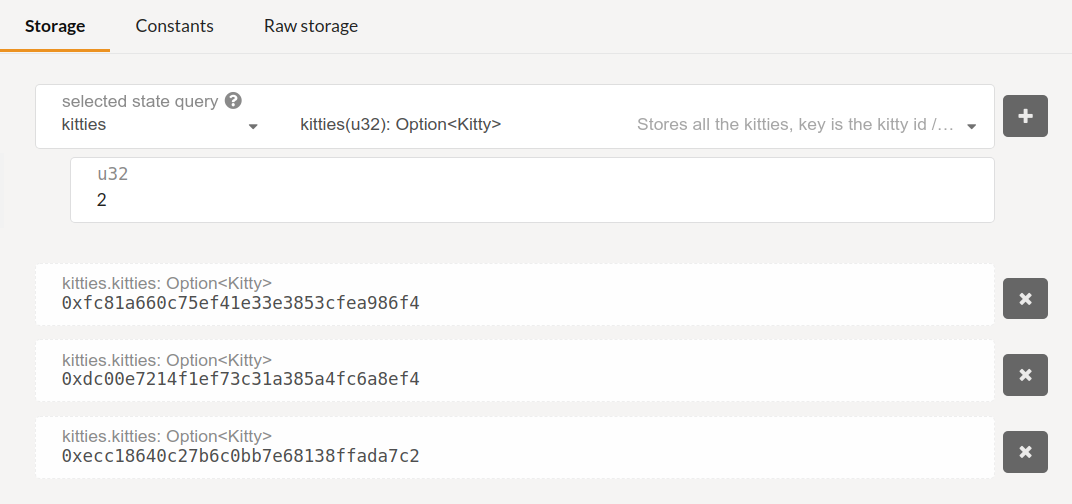 Storage Constants Raw storage
selected state query ?
kitties kitties(u32): Option<Kitty> Stores all the kitties, key is the kitty id /…
u32
2
kitties.kitties: Option<Kitty>
0xfc81a660c75ef41e33e3853cfea986f4
kitties.kitties: Option<Kitty>
0xdc00e7214f1ef73c31a385a4fc6a8ef4
kitties.kitties: Option<Kitty>
0xecc18640c27b6c0bb7e68138ffada7c2